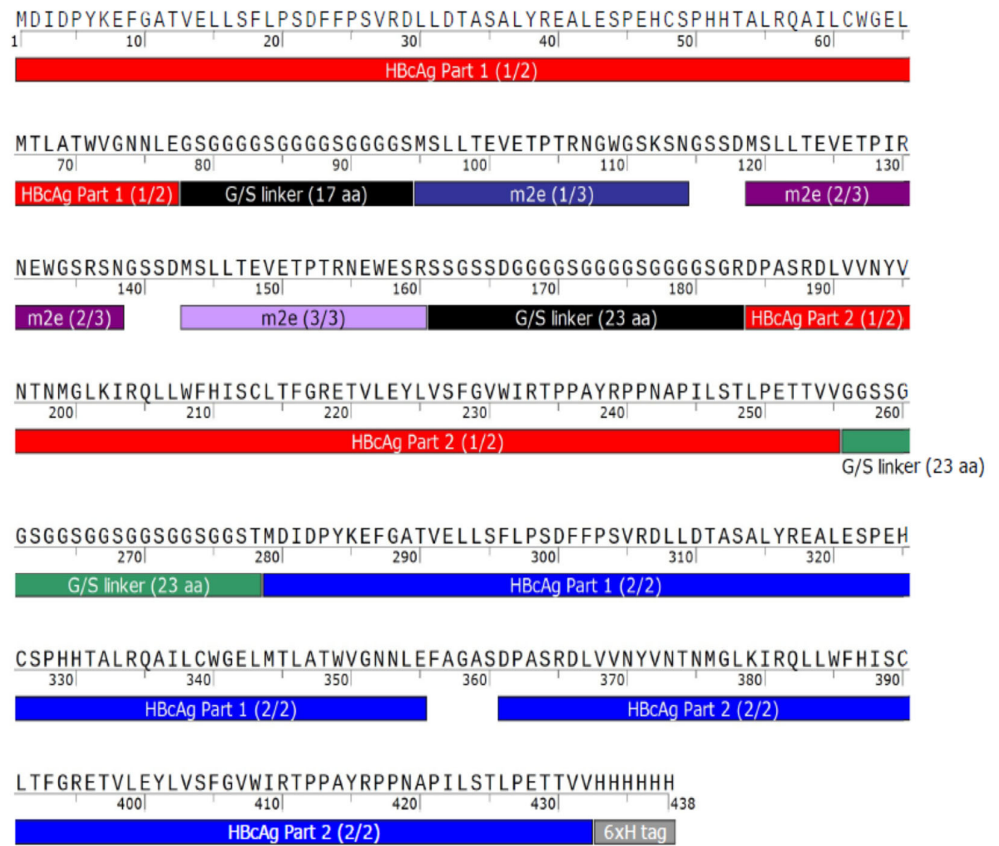 MDIDPYKEFGATVELLSFLPSDFFPSVRDLLDTASALYREALESPEHCSPHHTALRQAILCWGEL
1 10 20 30 40 50 60
HBcAg Part 1 (1/2)
MTLATWVGNNLEGSGGGGSGGGGSGGGGSMSLLTEVETPTRNGWGSKSNGSSDMSLLTEVETPIR
70 80 90 100 110 120 130
HBcAg Part 1 (1/2) G/S linker (17 aa) m2e (1/3) m2e (2/3)
NEWGSRSNGSSDMSLLTEVETPTRNEWESRSSGSSDGGGGSGGGGSGGGGSGRDPASRDLVVNYV
140 150 160 170 180 190
m2e (2/3) m2e (3/3) G/S linker (23 aa) HBcAg Part 2 (1/2)
NTNMGLKIRQLLWFHISCLTFGRETVLEYLVSFGVWIRTPPAYRPPNAPILSTLPETTVVGGSSG
200 210 220 230 240 250 260
HBcAg Part 2 (1/2)
G/S linker (23 aa)
GSGGSGGSGGSGGSGGSTMDIDPYKEFGATVELLSFLPSDFFPSVRDLLDTASALYREALESPEH
270 280 290 300 310 320
G/S linker (23 aa) HBcAg Part 1 (2/2)
CSPHHTALRQAILCWGELMTLATWVGNNLEFAGASDPASRDLVVNYVNTNMGLKIRQLLWFHISC
330 340 350 360 370 380 390
HBcAg Part 1 (2/2) HBcAg Part 2 (2/2)
LTFGRETVLEYLVSFGVWIRTPPAYRPPNAPILSTLPETTVVHHHHHH
400 410 420 430 438
HBcAg Part 2 (2/2) 6xH tag